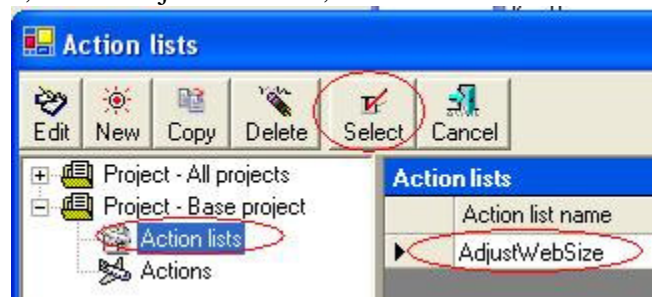 Action lists
Edit New Copy Delete Select Cancel
Project - All projects
Project - Base project
Action lists
Actions
Action lists
Action list name
AdjustWebSize